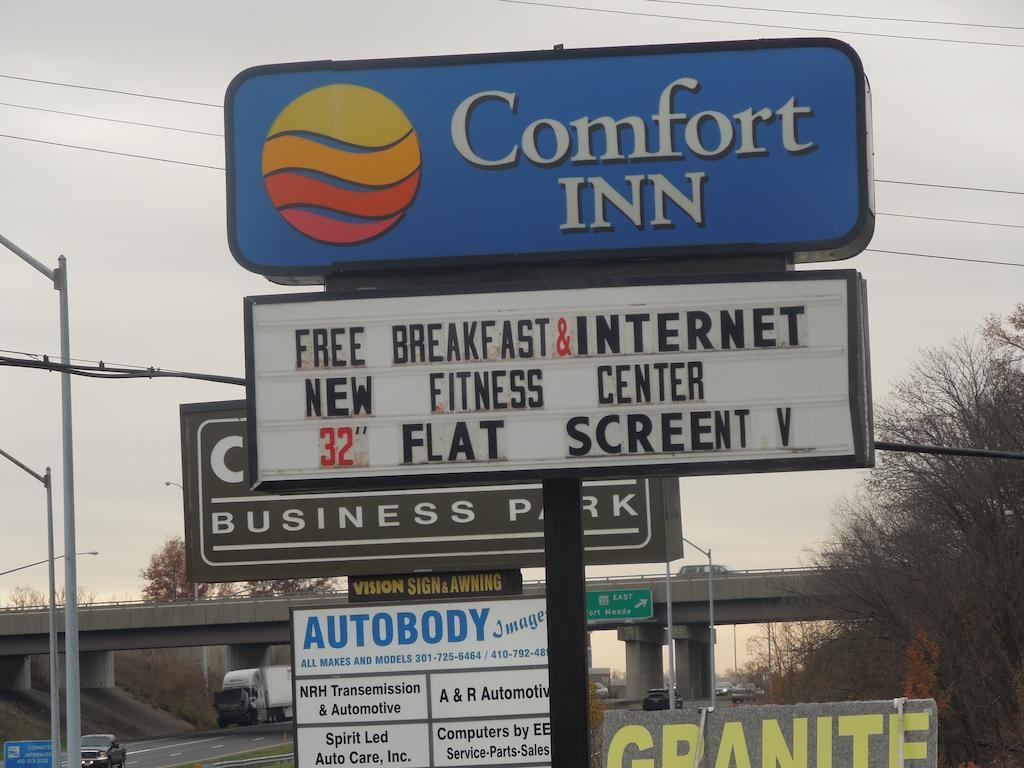 Comfort
INN
FREE BREAKFAST & INTERNET
NEW FITNESS CENTER
32" FLAT SCREENT V
C
BUSINESS PARK
VISION SIGN & AWNING
EAST
Fort Meade
AUTOBODY Image
ALL MAKES AND MODELS 301-725-6464 / 410-792-48
NRH Transemission
& Automotive
A & R Automotiv
Spirit Led
Auto Care, Inc.
Computers by EE
Service-Parts-Sales
GRANITE